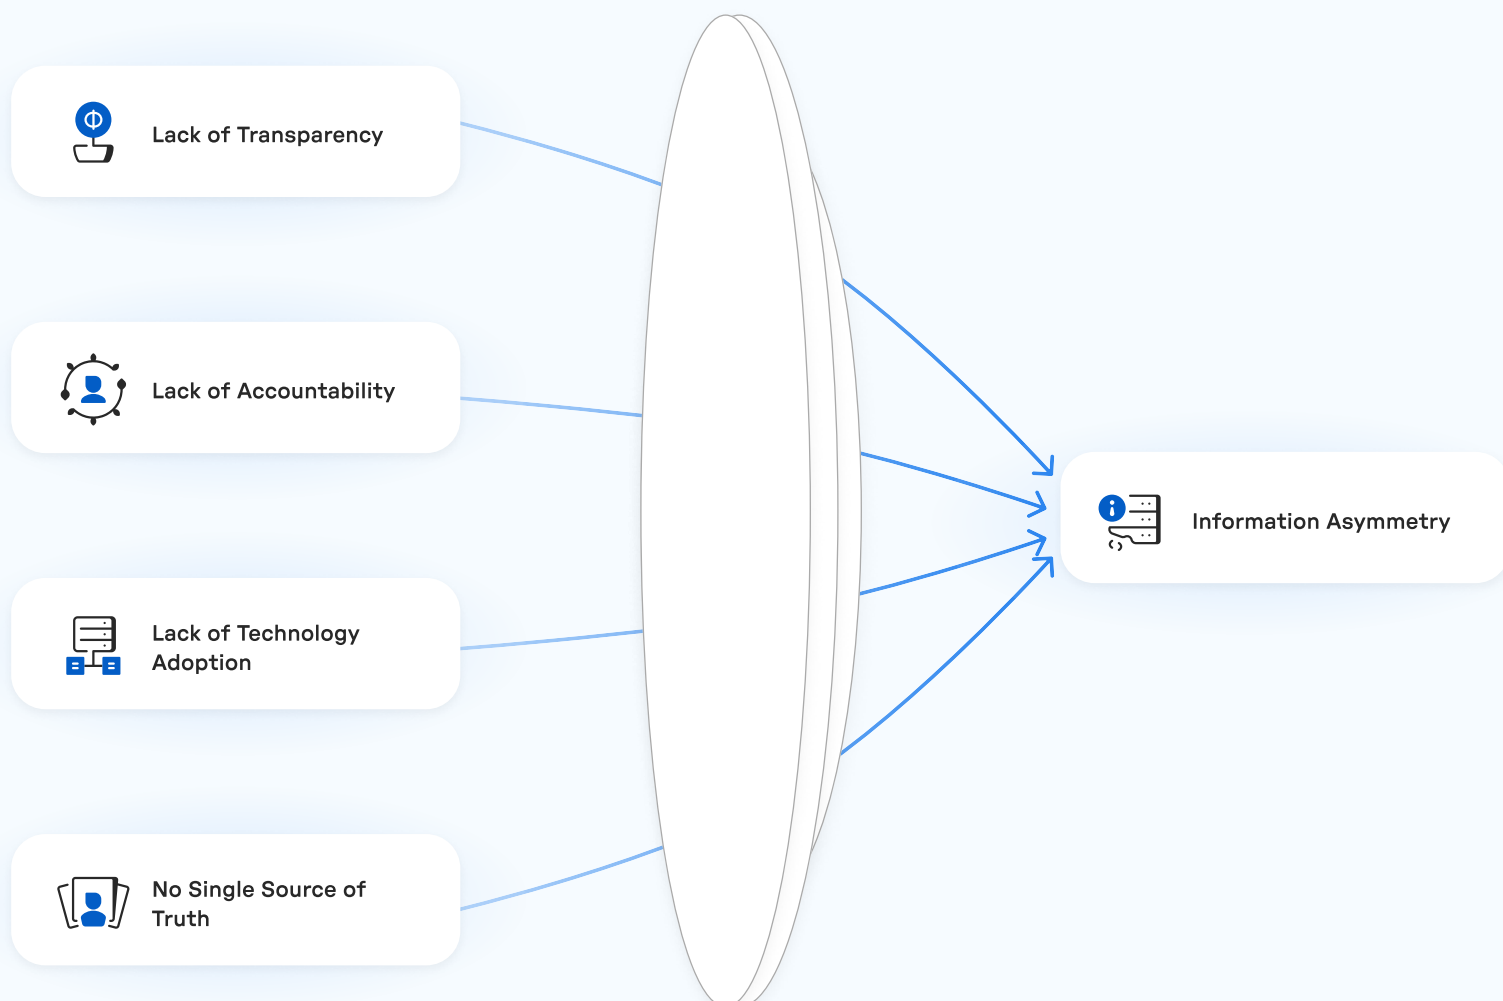 Lack of Transparency
Lack of Accountability
Lack of Technology
Adoption
No Single Source of
Truth
Information Asymmetry